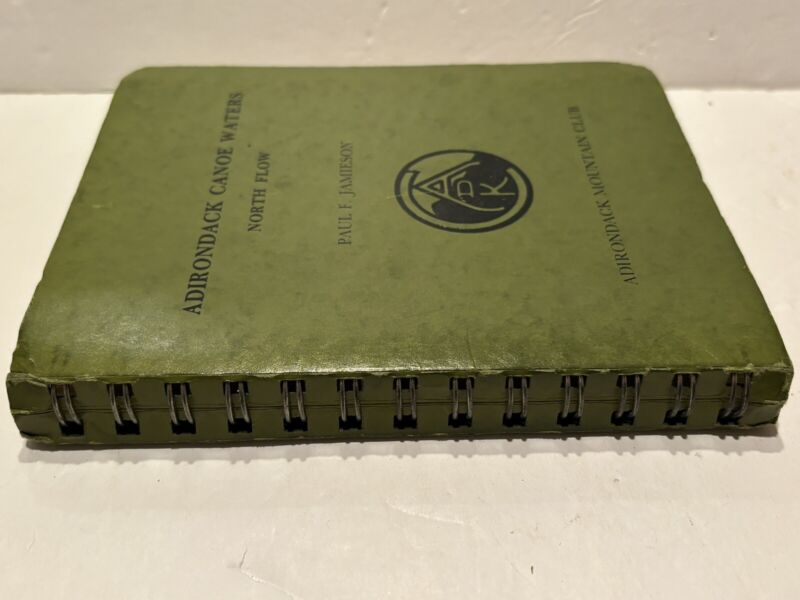 ADIRONDACK CANOE WATERS
NORTH FLOW
PAUL F. JAMIESON
ADK
ADIRONDACK MOUNTAIN CLUB